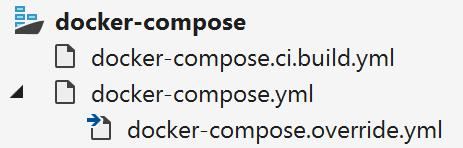 docker-compose
docker-compose.ci.build.yml
docker-compose.yml
docker-compose.override.yml